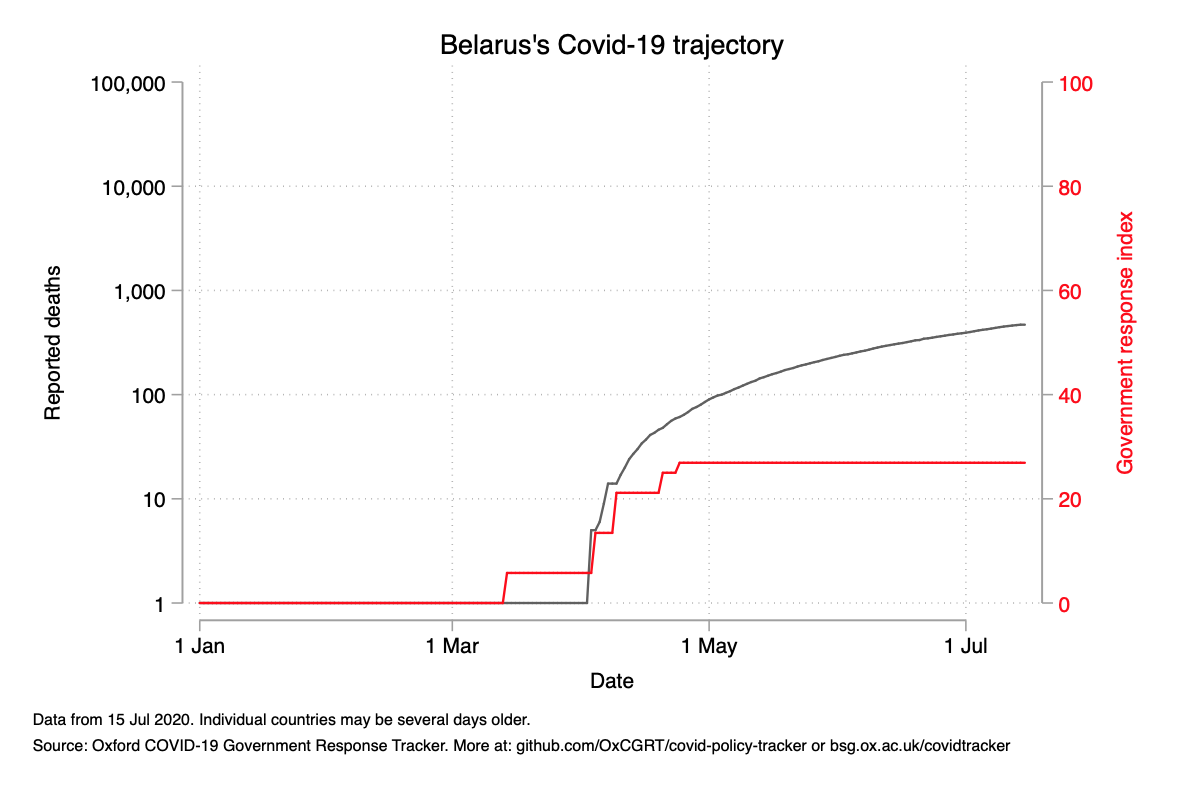 Belarus's Covid-19 trajectory
100,000
10,000
1,000
100
10
1
Reported deaths
100
80
60
40
20
0
Government response index
1 Jan
1 Mar
1 May
1 Jul
Date
Data from 15 Jul 2020. Individual countries may be several days older.
Source: Oxford COVID-19 Government Response Tracker. More at: github.com/OxCGRT/covid-policy-tracker or bsg.ox.ac.uk/covidtracker